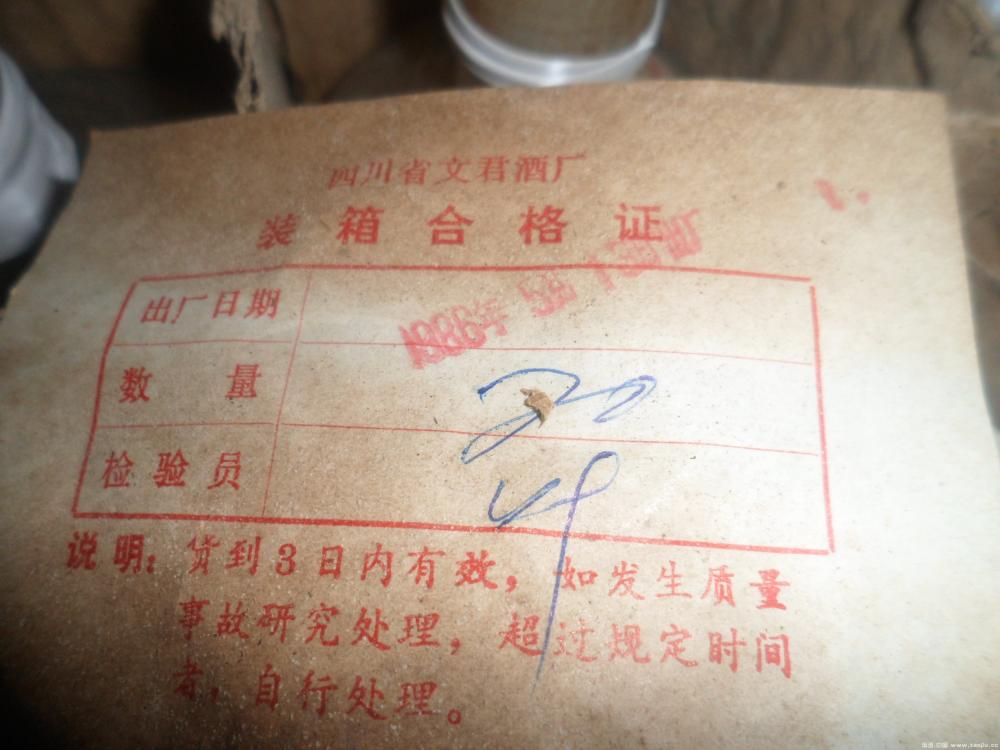 四川省文君酒厂
装箱合格证
出厂日期 1986年5月
数量 20
检验员
说明：货到3日内有效，如发生质量
事故研究处理，超过规定时间
者，自行处理。